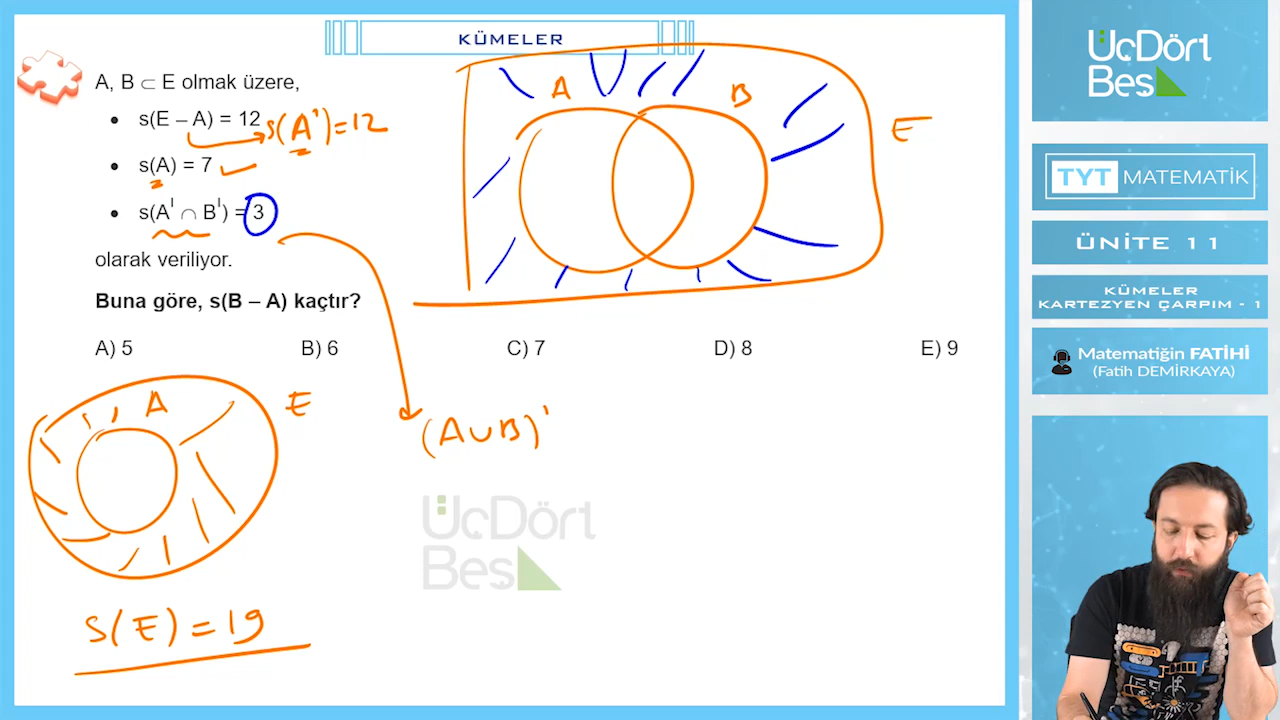 KÜMELER
A, B ⊂ E olmak üzere,
• s(E – A) = 12 s(A') = 12
• s(A) = 7
• s(A' ∩ B') = 3
olarak veriliyor.
Buna göre, s(B – A) kaçtır?
A) 5 B) 6 C) 7 D) 8 E) 9
A B E
A E
(A∪B)'
s(E) = 19
ÜçDört
Beş
ÜçDört
Beş
TYT MATEMATİK
ÜNİTE 11
KÜMELER
KARTEZYEN ÇARPIM - 1
Matematiğin FATİHİ
(Fatih DEMİRKAYA)